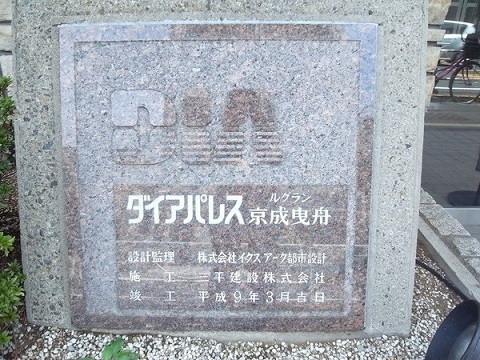 Dia
ルグラン
ダイアパレス京成曳舟
設計監理 株式会社イクスアーク都市設計
施工 三平建設株式会社
竣工 平成9年3月吉日